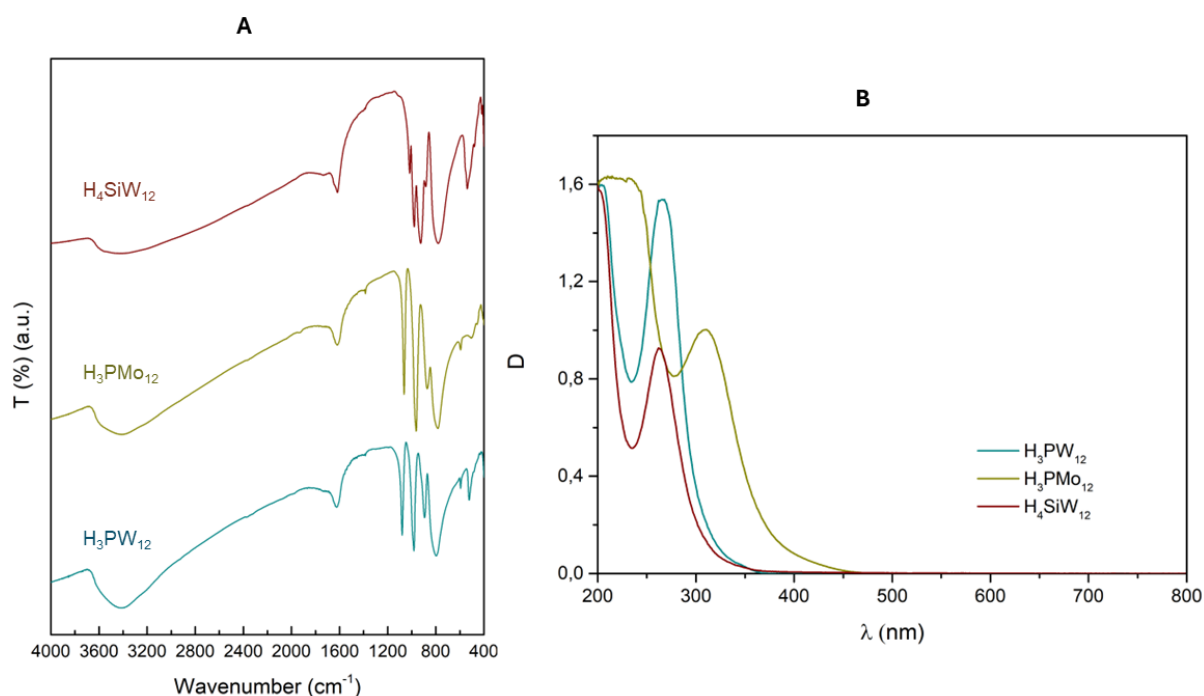 A
T (%) (a.u.)
H₄SiW₁₂
H₃PMo₁₂
H₃PW₁₂
4000 3600 3200 2800 2400 2000 1600 1200 800 400
Wavenumber (cm⁻¹)
B
D
1,6
1,2
0,8
0,4
0,0
H₃PW₁₂
H₃PMo₁₂
H₄SiW₁₂
200 300 400 500 600 700 800
λ (nm)